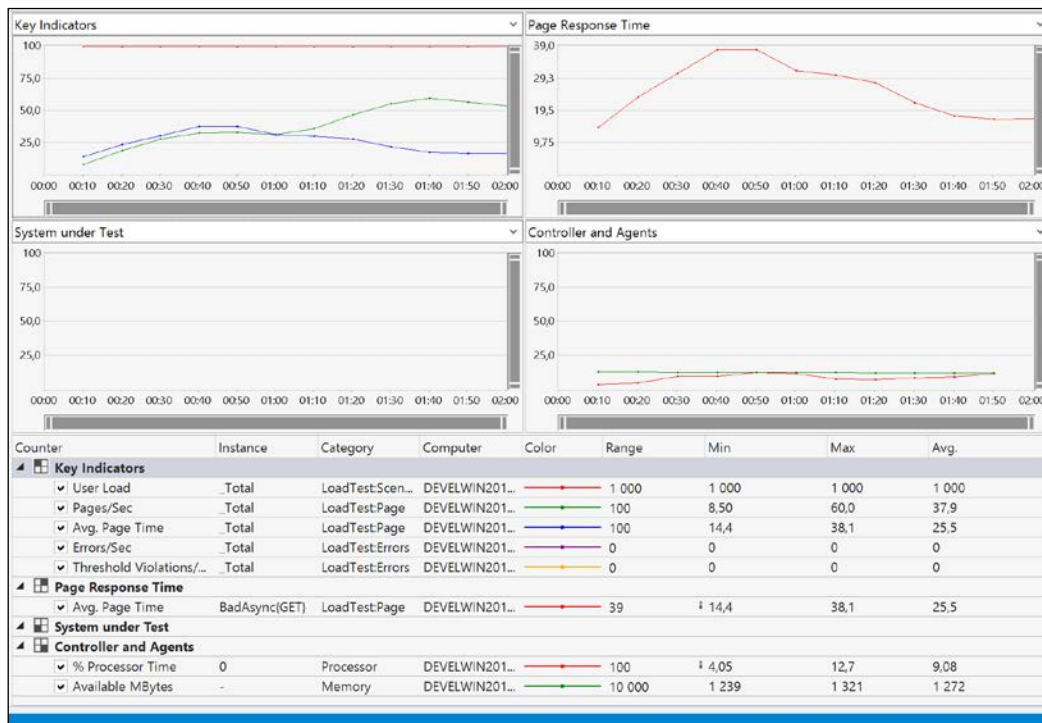 Key Indicators
100
75,0
50,0
25,0
00:00 00:10 00:20 00:30 00:40 00:50 01:00 01:10 01:20 01:30 01:40 01:50 02:00
Page Response Time
39,0
29,3
19,5
9,75
00:00 00:10 00:20 00:30 00:40 00:50 01:00 01:10 01:20 01:30 01:40 01:50 02:00
System under Test
100
75,0
50,0
25,0
00:00 00:10 00:20 00:30 00:40 00:50 01:00 01:10 01:20 01:30 01:40 01:50 02:00
Controller and Agents
100
75,0
50,0
25,0
00:00 00:10 00:20 00:30 00:40 00:50 01:00 01:10 01:20 01:30 01:40 01:50 02:00
Counter Instance Category Computer Color Range Min Max Avg.
Key Indicators
User Load _Total LoadTest:Scen... DEVELWIN201... 1 000 1 000 1 000 1 000
Pages/Sec _Total LoadTest:Page DEVELWIN201... 100 8,50 60,0 37,9
Avg. Page Time _Total LoadTest:Page DEVELWIN201... 100 14,4 38,1 25,5
Errors/Sec _Total LoadTest:Errors DEVELWIN201... 0 0 0 0
Threshold Violations/... _Total LoadTest:Errors DEVELWIN201... 0 0 0 0
Page Response Time
Avg. Page Time BadAsync{GET} LoadTest:Page DEVELWIN201... 39 14,4 38,1 25,5
System under Test
Controller and Agents
% Processor Time 0 Processor DEVELWIN201... 100 4,05 12,7 9,08
Available MBytes - Memory DEVELWIN201... 10 000 1 239 1 321 1 272